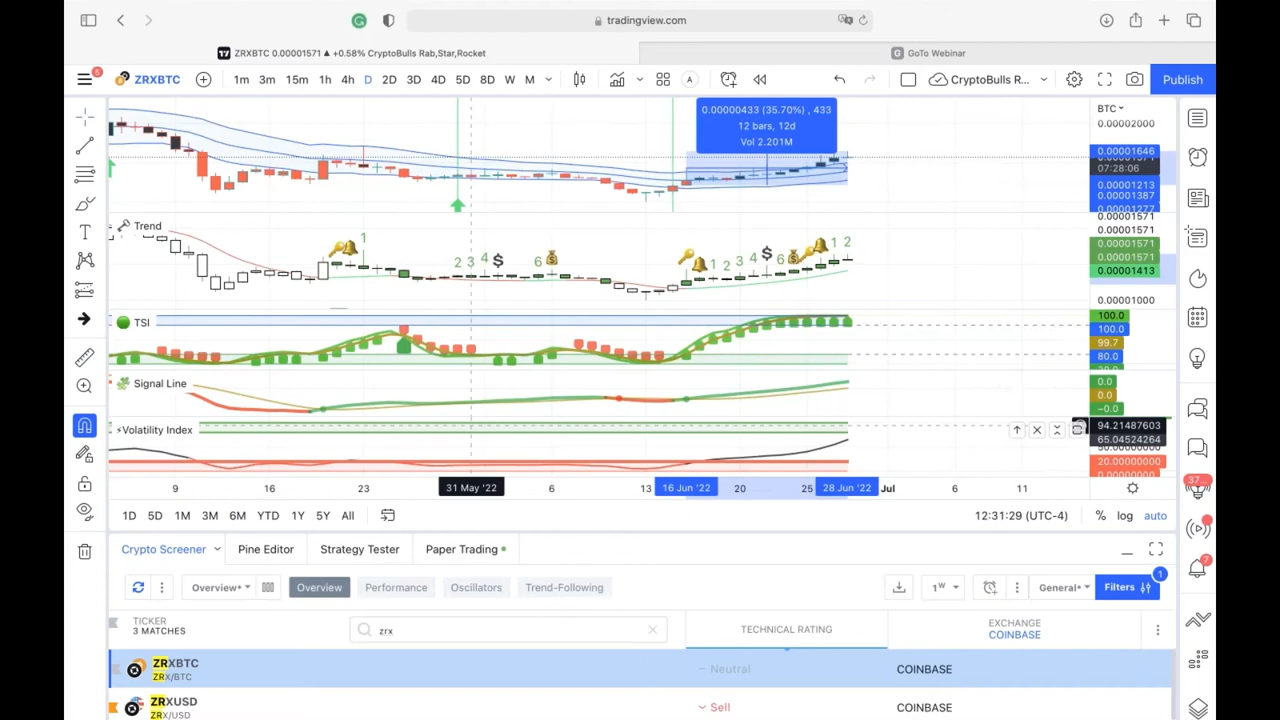 tradingview.com
ZRXBTC 0.00001571 ▲ +0.58% CryptoBulls Rab,Star,Rocket
GoTo Webinar
6
ZRXBTC 1m 3m 15m 1h 4h D 2D 3D 4D 5D 8D W M
CryptoBulls R...
Publish
BTC
0.00002000
0.00000433 (35.70%) , 433
12 bars, 12d
Vol 2.201M
0.00001646
07:28:06
0.00001213
0.00001387
0.00001277
Trend
1 2 3 4 $ 6 1 2 3 4 $ 6 1 2
0.00001571
0.00001571
0.00001571
0.00001571
0.00001413
0.00001000
TSI
100.0
100.0
99.7
80.0
Signal Line
0.0
0.0
−0.0
Volatility Index
94.21487603
65.04524264
20.00000000
9 16 23 31 May '22 6 13 16 Jun '22 20 25 28 Jun '22 Jul 6 11
37...
1D 5D 1M 3M 6M YTD 1Y 5Y All
12:31:29 (UTC-4) % log auto
Crypto Screener Pine Editor Strategy Tester Paper Trading
7
Overview* Overview Performance Oscillators Trend-Following
1W General* Filters 1
TICKER
3 MATCHES
zrx
TECHNICAL RATING
EXCHANGE
COINBASE
ZRXBTC
ZRX/BTC
– Neutral
COINBASE
ZRXUSD
ZRX/USD
Sell
COINBASE